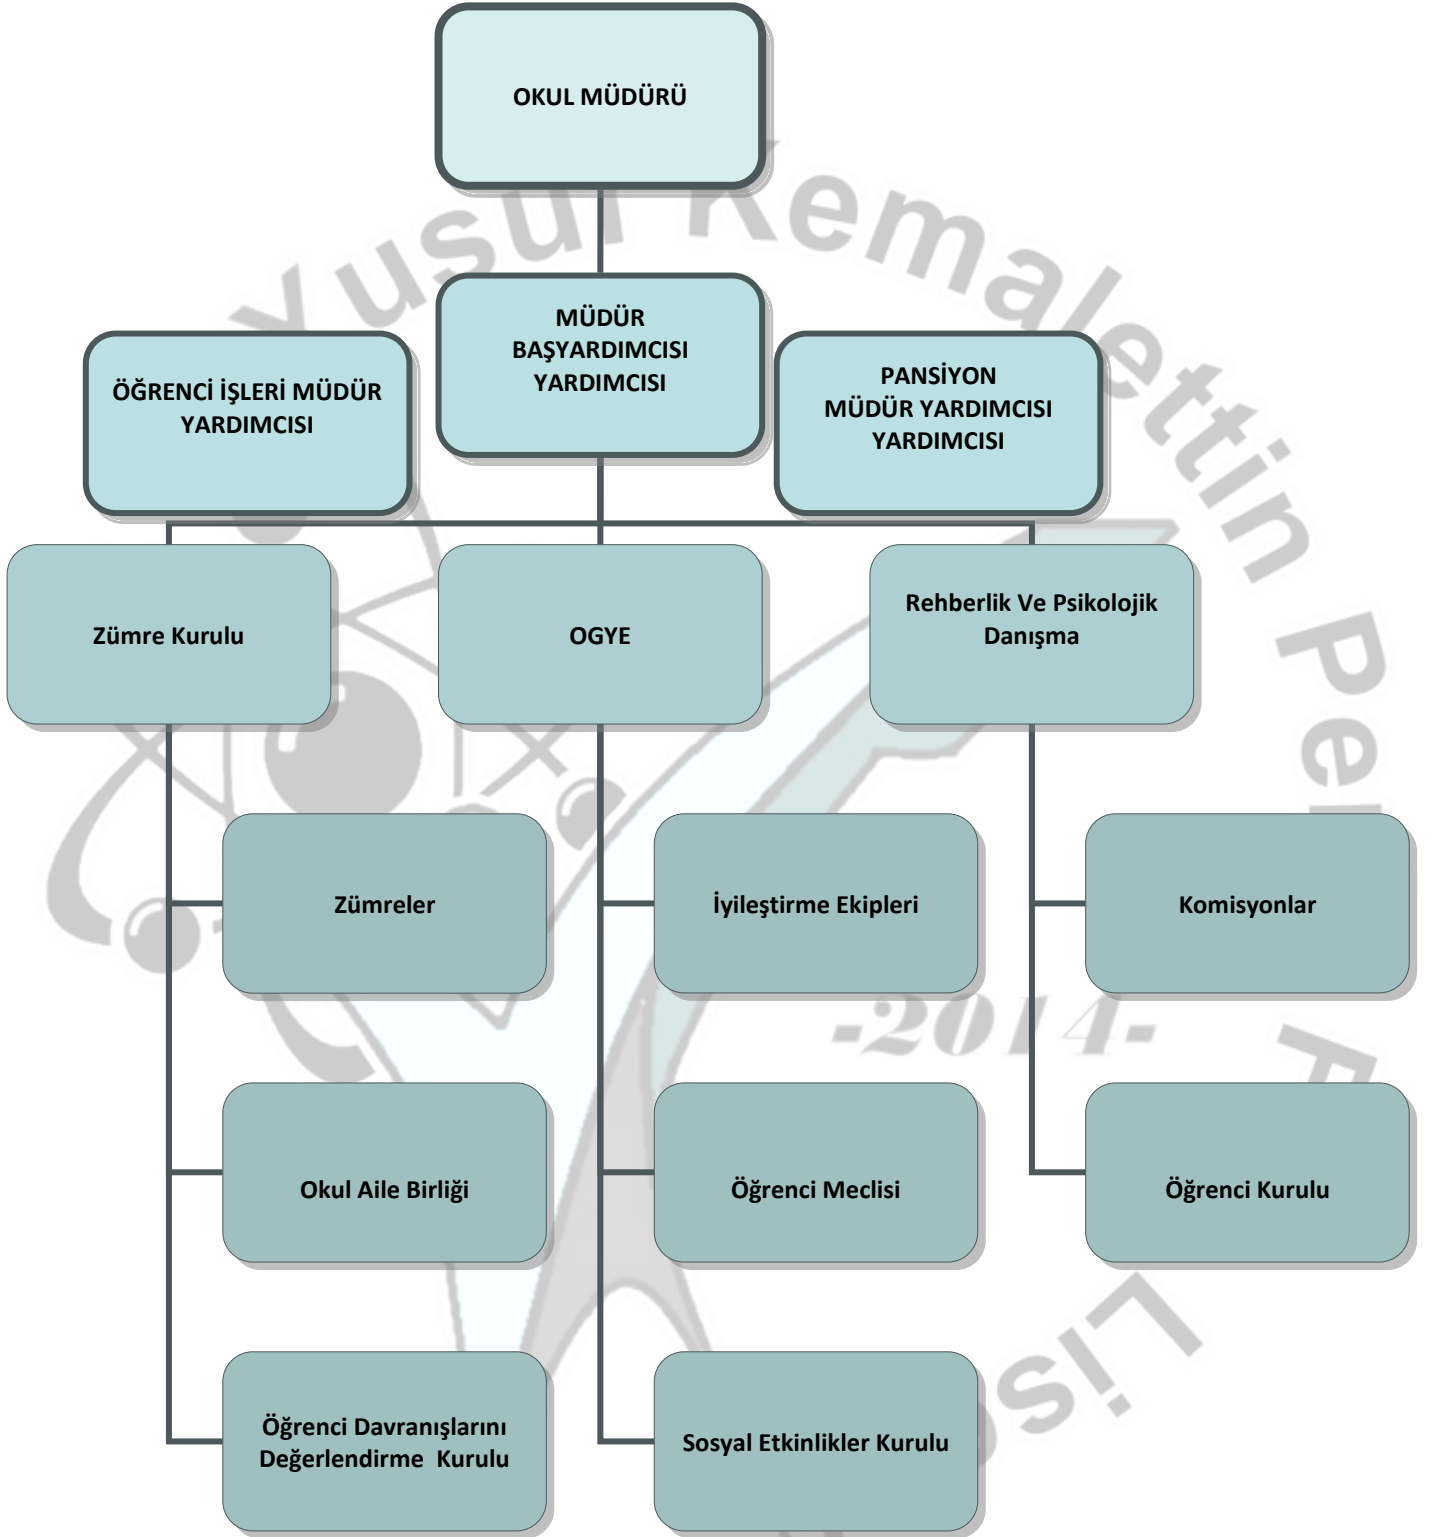 OKUL MÜDÜRÜ
MÜDÜR
BAŞYARDIMCISI
YARDIMCISI
ÖĞRENCİ İŞLERİ MÜDÜR
YARDIMCISI
PANSİYON
MÜDÜR YARDIMCISI
YARDIMCISI
Zümre Kurulu
OGYE
Rehberlik Ve Psikolojik
Danışma
Zümreler
İyileştirme Ekipleri
Komisyonlar
Okul Aile Birliği
Öğrenci Meclisi
Öğrenci Kurulu
Öğrenci Davranışlarını
Değerlendirme  Kurulu
Sosyal Etkinlikler Kurulu
Yusuf Kemalettin
-2014-